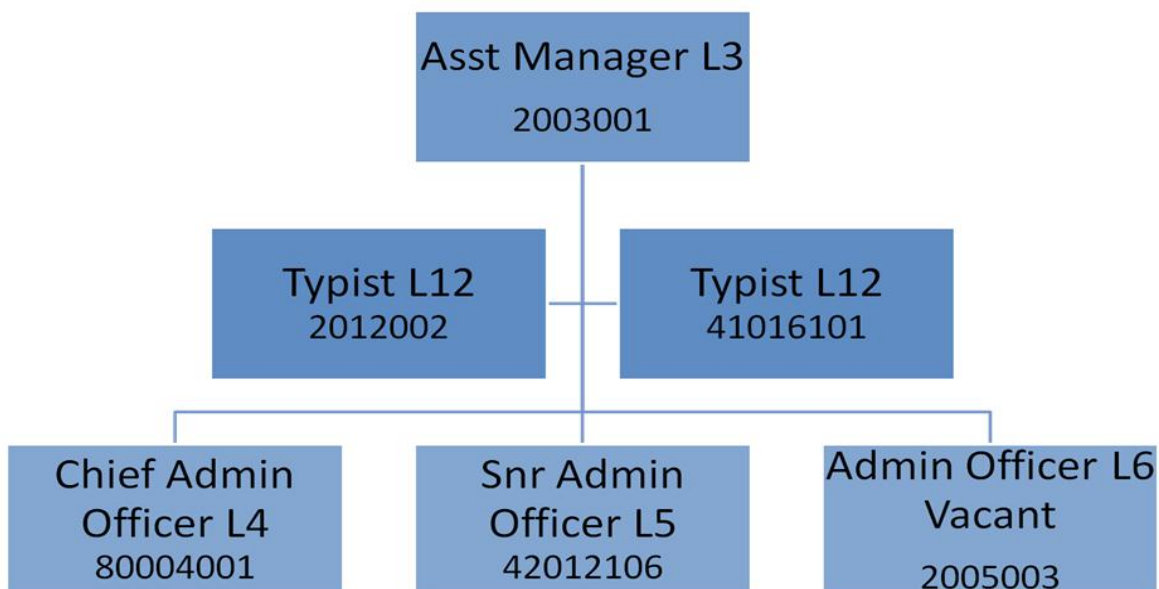 Asst Manager L3
2003001
Typist L12
2012002
Typist L12
41016101
Chief Admin
Officer L4
80004001
Snr Admin
Officer L5
42012106
Admin Officer L6
Vacant
2005003